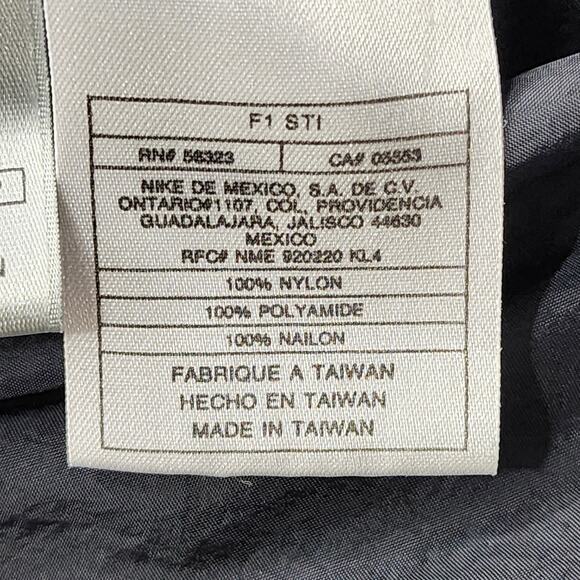 F1 STI
RN# 56323 CA# 05553
NIKE DE MEXICO, S.A. DE C.V.
ONTARIO#1107, COL, PROVIDENCIA
GUADALAJARA, JALISCO 44630
MEXICO
RFC# NME 920220 KL4
100% NYLON
100% POLYAMIDE
100% NAILON
FABRIQUE A TAIWAN
HECHO EN TAIWAN
MADE IN TAIWAN